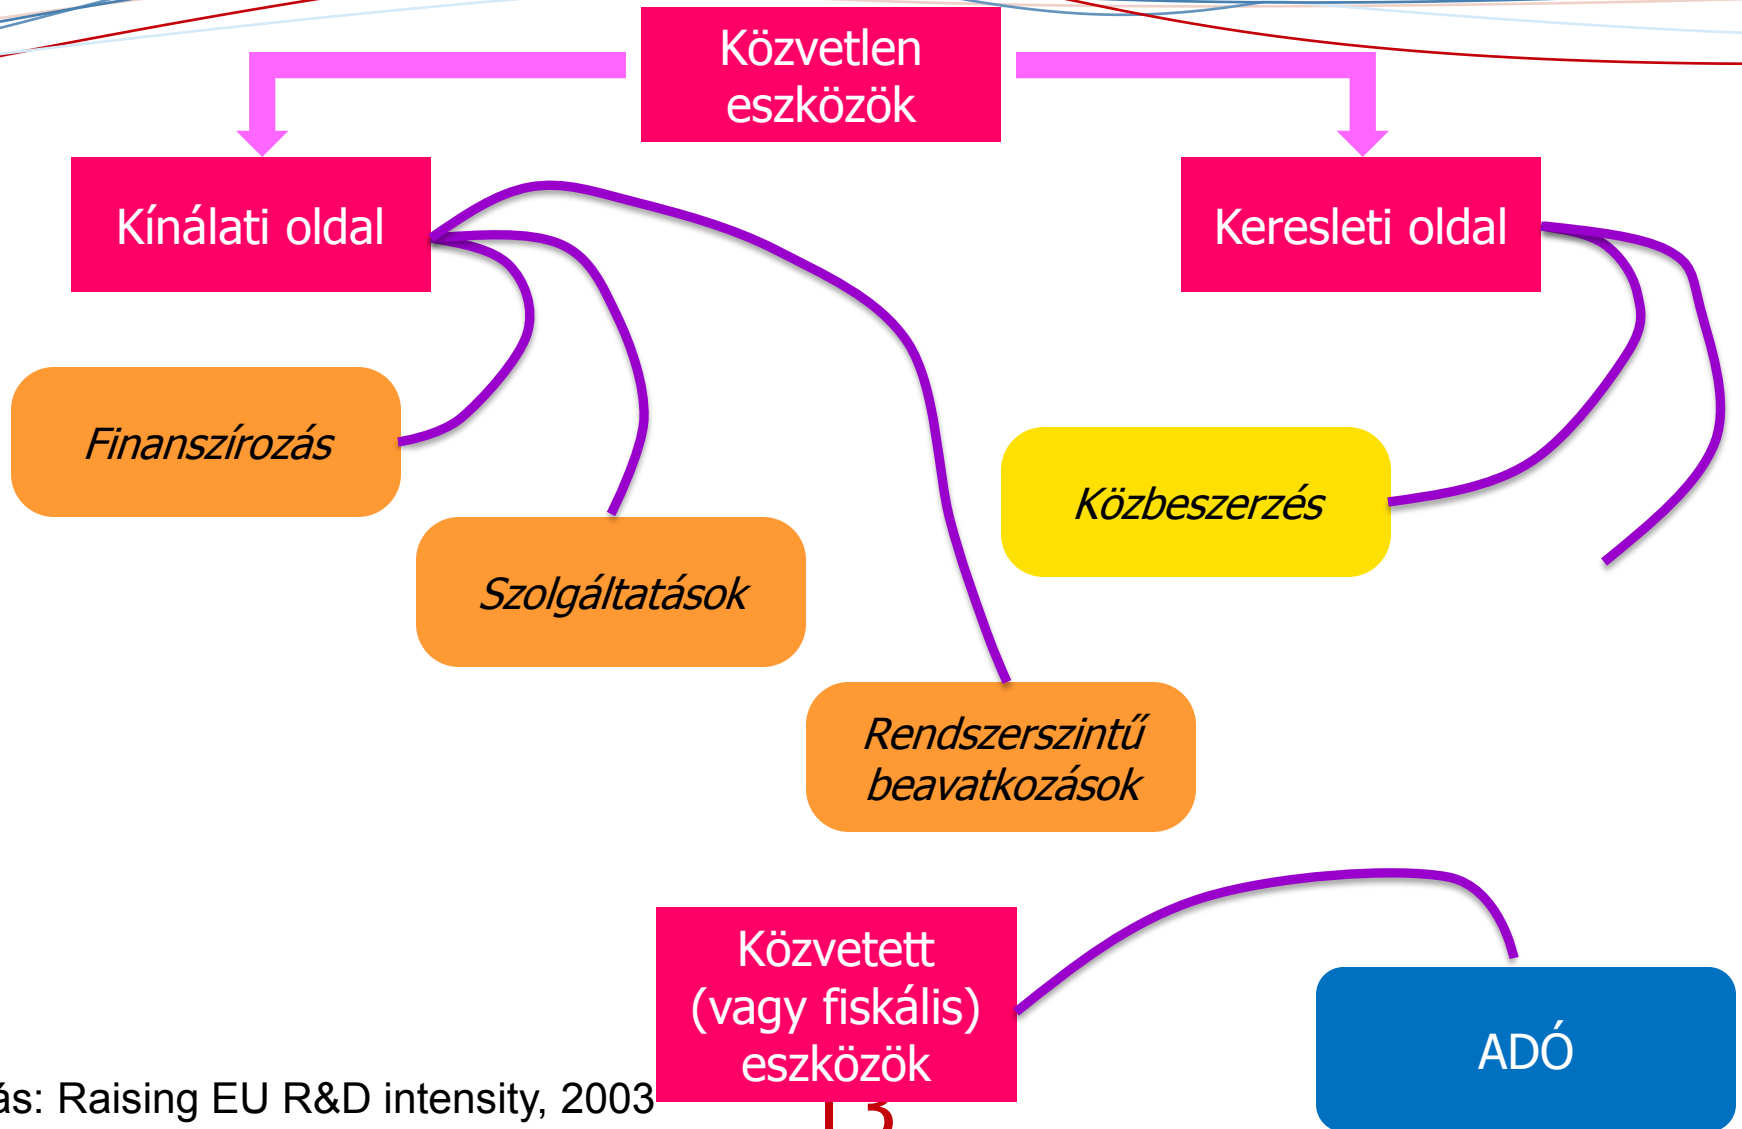 Közvetlen
eszközök
Kínálati oldal
Keresleti oldal
Finanszírozás
Közbeszerzés
Szolgáltatások
Rendszerszintű
beavatkozások
Közvetett
(vagy fiskális)
eszközök
ADÓ
ás: Raising EU R&D intensity, 2003
13